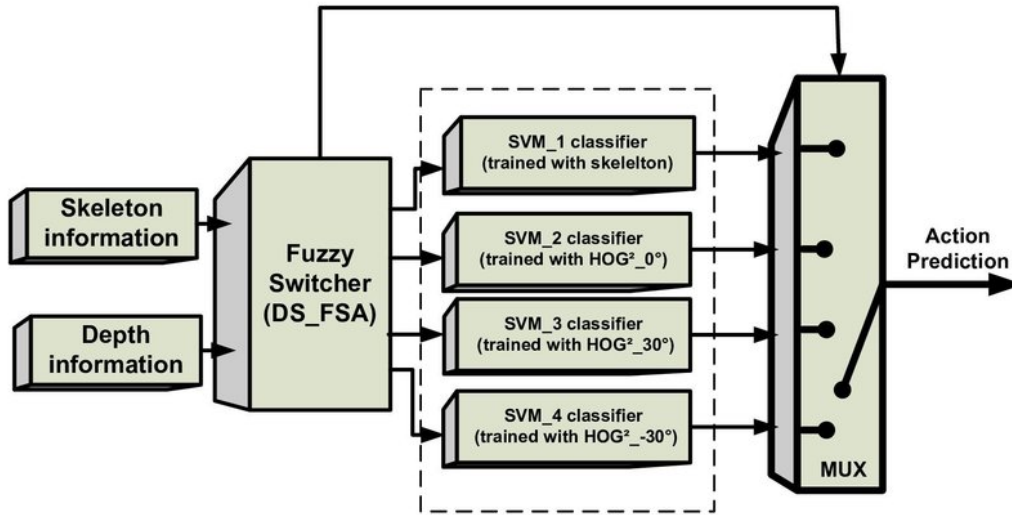 Skeleton
information
Depth
information
Fuzzy
Switcher
(DS_FSA)
SVM_1 classifier
(trained with skelelton)
SVM_2 classifier
(trained with HOG²_0°)
SVM_3 classifier
(trained with HOG²_30°)
SVM_4 classifier
(trained with HOG²_-30°)
MUX
Action
Prediction